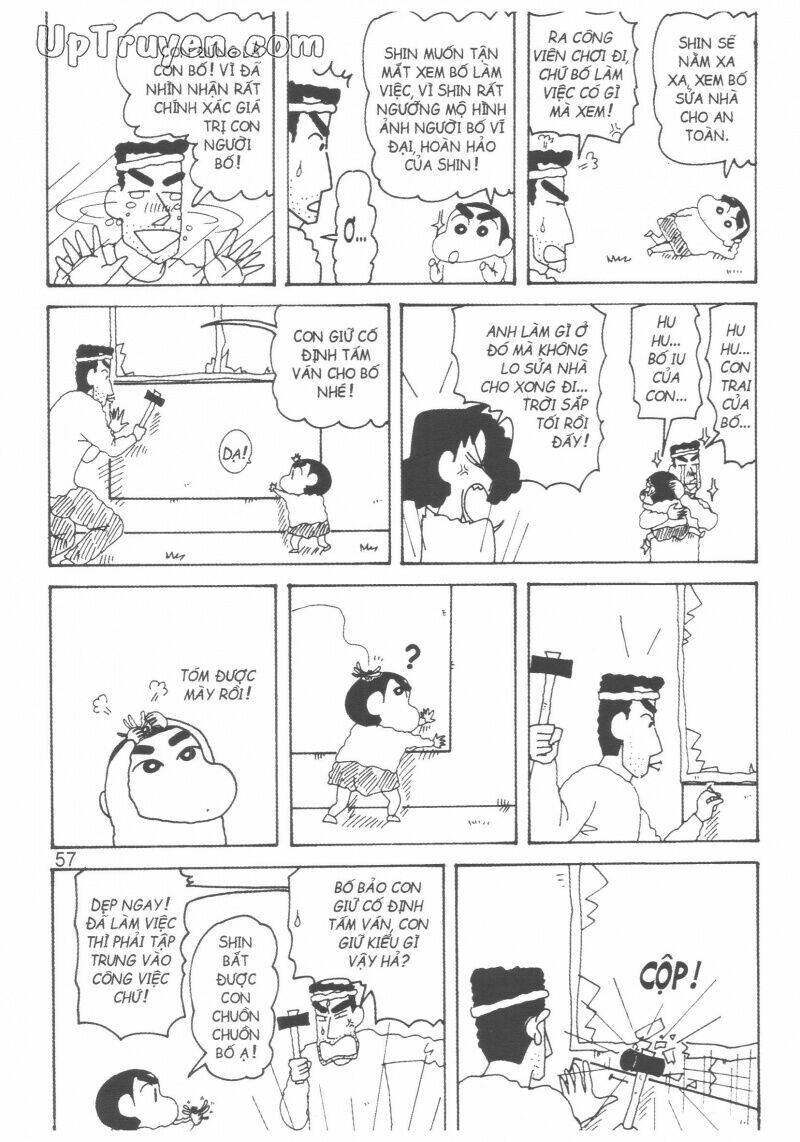 UpTruyen.com
SHIN SẼ
NẰM XA
XA, XEM BỐ
SỬA NHÀ
CHO AN
TOÀN.
RA CÔNG
VIÊN CHƠI ĐI,
CHỨ BỐ LÀM
VIỆC CÓ GÌ
MÀ XEM!
SHIN MUỐN TẬN
MẮT XEM BỐ LÀM
VIỆC, VÌ SHIN RẤT
NGƯỠNG MỘ HÌNH
ẢNH NGƯỜI BỐ VĨ
ĐẠI, HOÀN HẢO
CỦA SHIN!
Ơ...
CON ĐÚNG LÀ
CON BỐ! VÌ ĐÃ
NHÌN NHẬN RẤT
CHÍNH XÁC GIÁ
TRỊ CON
NGƯỜI
BỐ!
HU
HU...
CON
TRAI
CỦA
BỐ...
HU
HU...
BỐ IU
CỦA
CON...
ANH LÀM GÌ Ở
ĐÓ MÀ KHÔNG
LO SỬA NHÀ
CHO XONG ĐI...
TRỜI SẮP
TỐI RỒI
ĐẤY!
CON GIỮ CỐ
ĐỊNH TẤM
VÁN CHO BỐ
NHÉ!
DẠ!
?
TÓM ĐƯỢC
MÀY RỒI!
57
CỘP!
BỐ BẢO CON
GIỮ CỐ ĐỊNH
TẤM VÁN, CON
GIỮ KIỂU GÌ
VẬY HẢ?
SHIN
BẮT
ĐƯỢC
CON
CHUỒN
CHUỒN
BỐ Ạ!
DẸP NGAY!
ĐÃ LÀM VIỆC
THÌ PHẢI TẬP
TRUNG VÀO
CÔNG VIỆC
CHỨ!